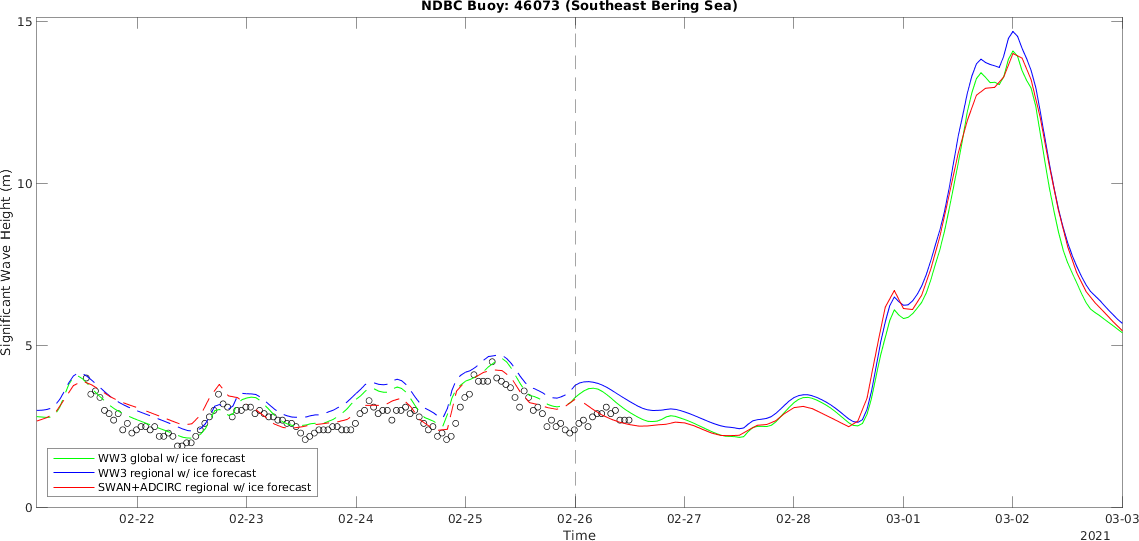 NDBC Buoy: 46073 (Southeast Bering Sea)
15
10
5
0
Significant Wave Height (m)
WW3 global w/ ice forecast
WW3 regional w/ ice forecast
SWAN+ADCIRC regional w/ ice forecast
02-22 02-23 02-24 02-25 02-26 02-27 02-28 03-01 03-02 03-03
Time
2021